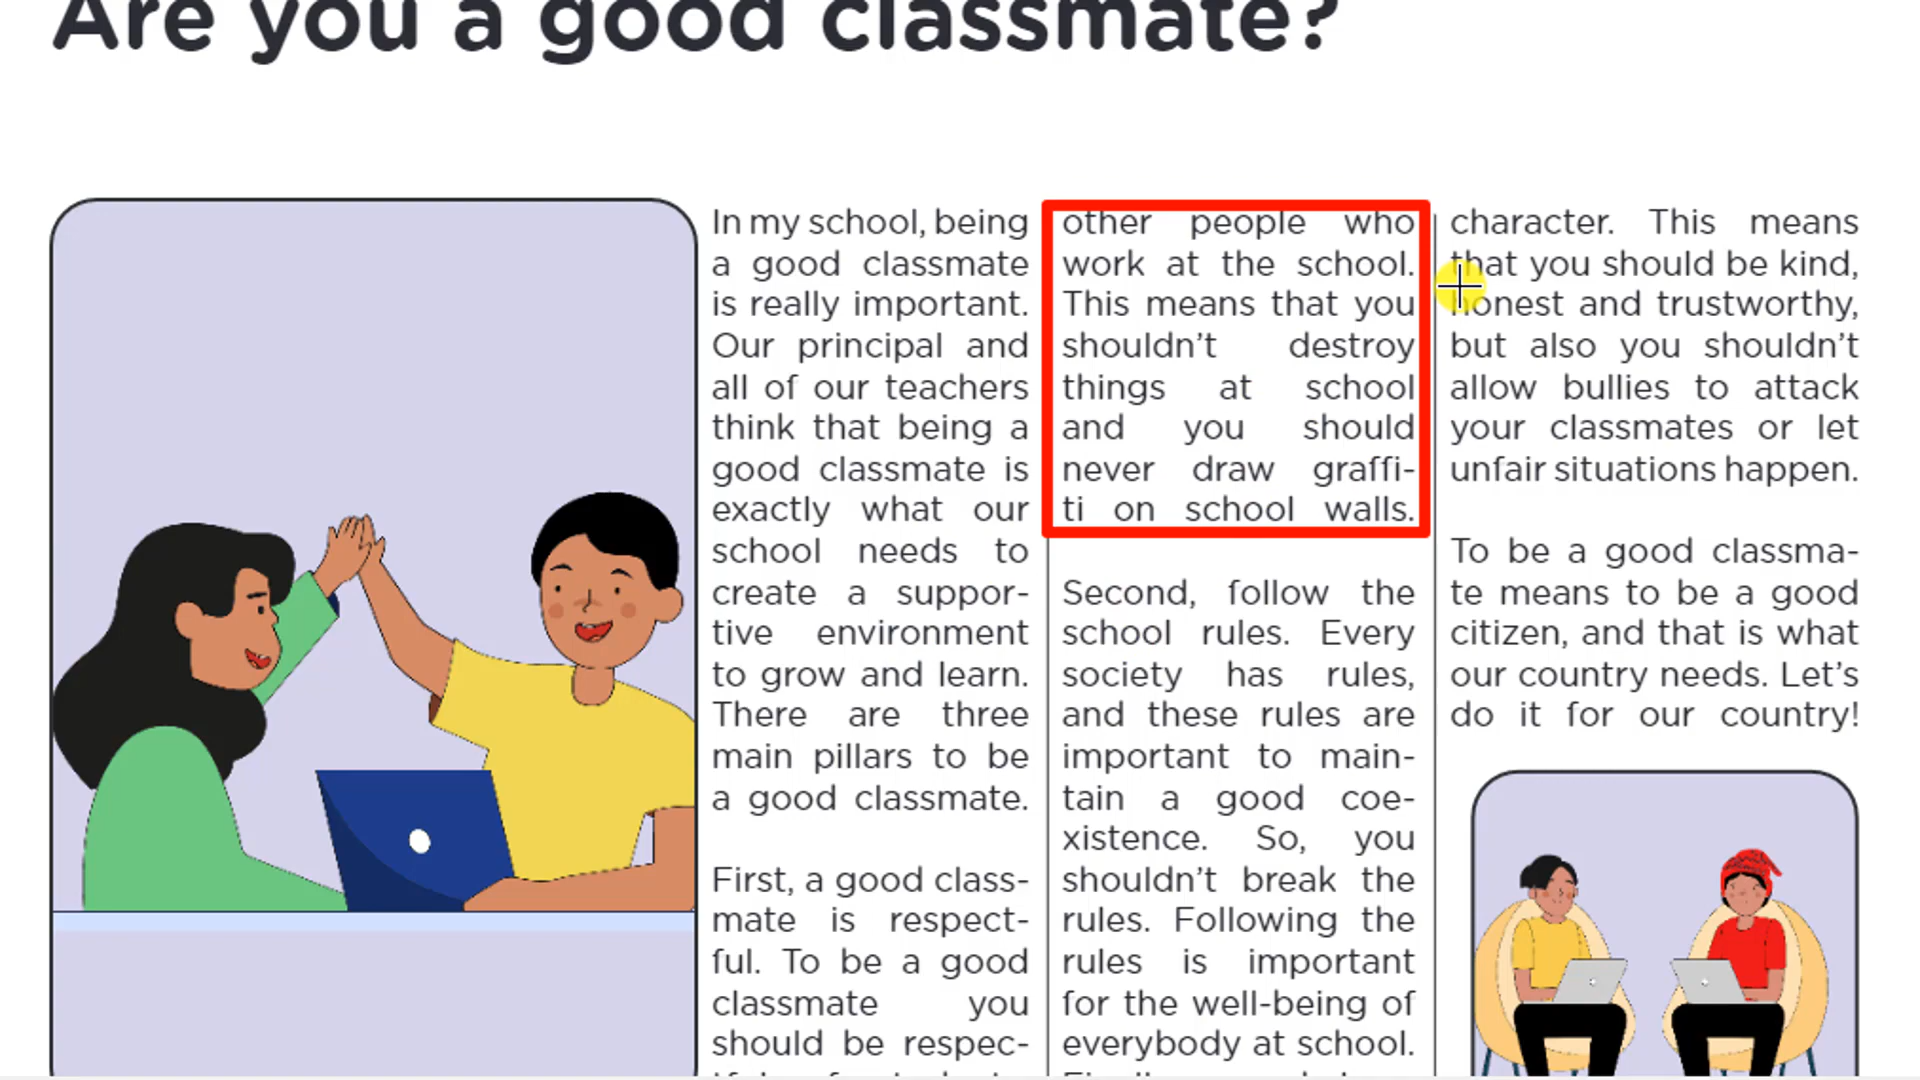 Are you a good classmate?
In my school, being
a good classmate
is really important.
Our principal and
all of our teachers
think that being a
good classmate is
exactly what our
school needs to
create a suppor-
tive environment
to grow and learn.
There are three
main pillars to be
a good classmate.
First, a good class-
mate is respect-
ful. To be a good
classmate you
should be respec-
other people who
work at the school.
This means that you
shouldn't destroy
things at school
and you should
never draw graffi-
ti on school walls.
Second, follow the
school rules. Every
society has rules,
and these rules are
important to main-
tain a good coe-
xistence. So, you
shouldn't break the
rules. Following the
rules is important
for the well-being of
everybody at school.
character. This means
that you should be kind,
honest and trustworthy,
but also you shouldn't
allow bullies to attack
your classmates or let
unfair situations happen.
To be a good classma-
te means to be a good
citizen, and that is what
our country needs. Let's
do it for our country!